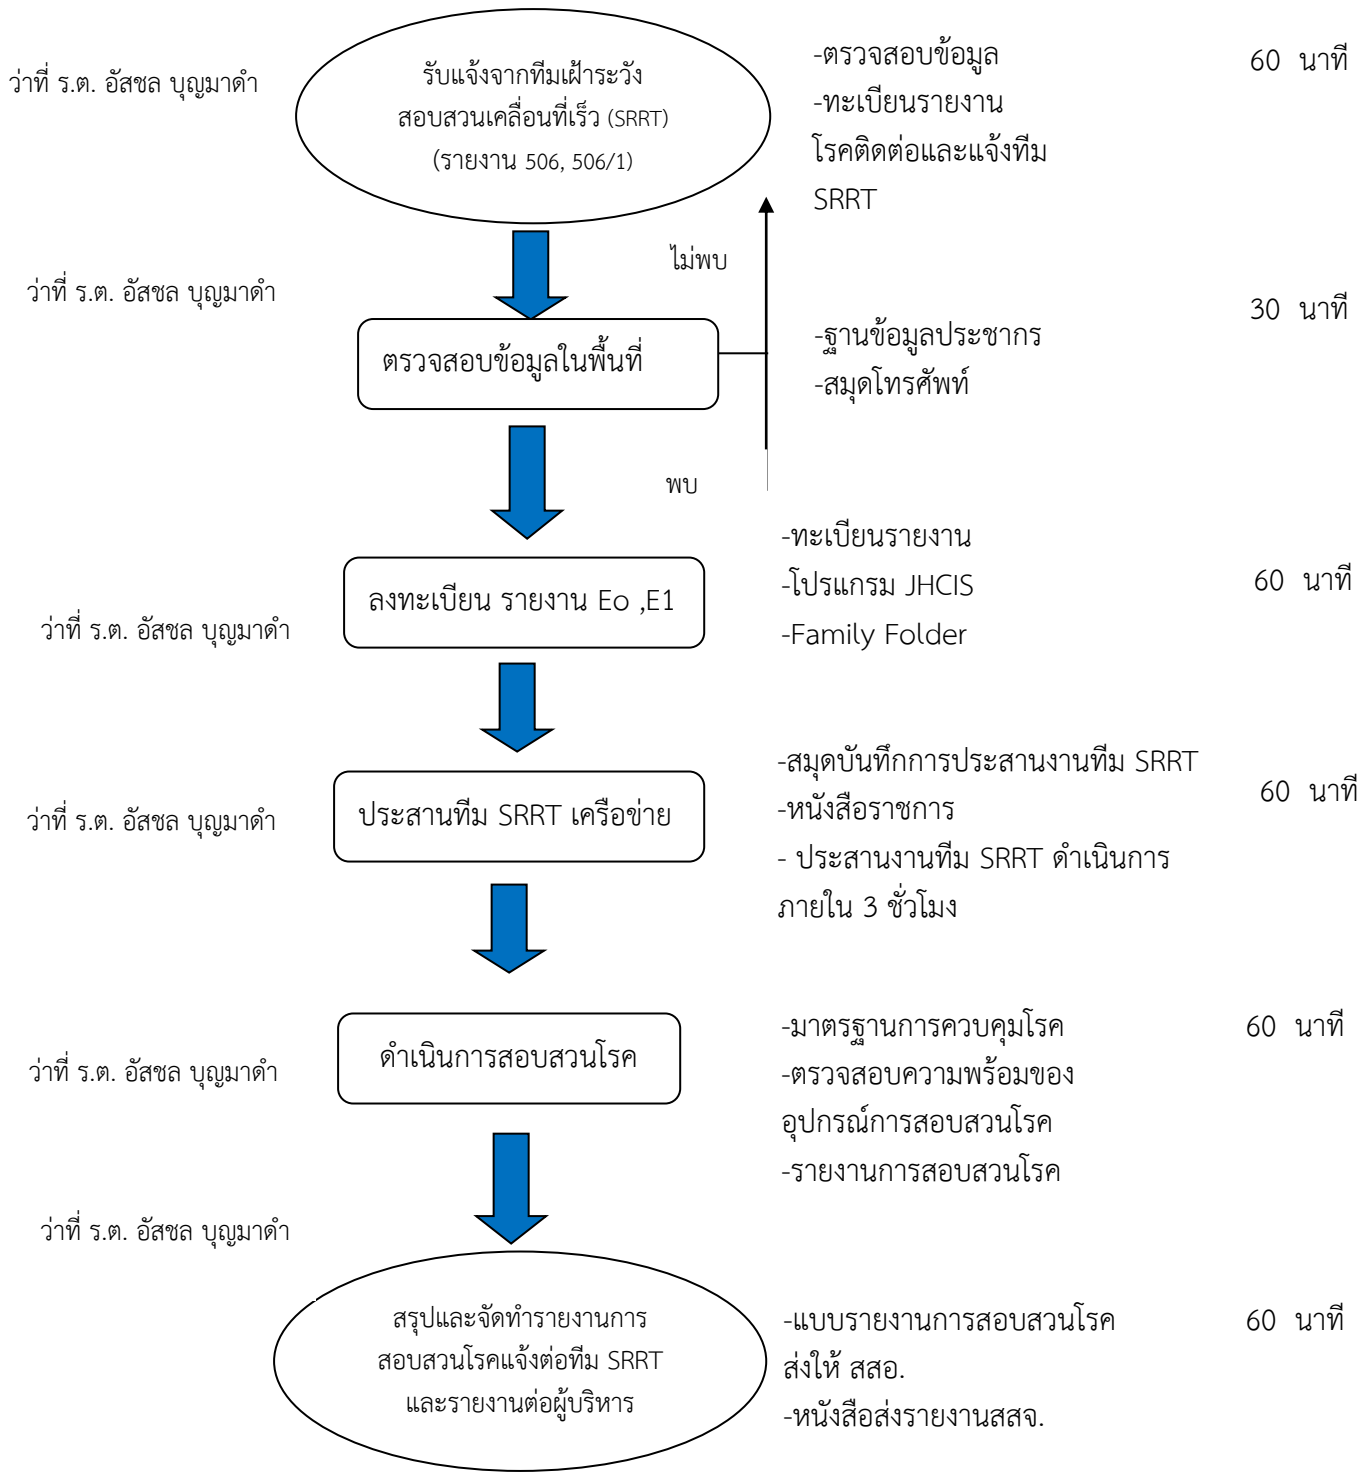 ว่าที่ ร.ต. อัสชล บุญมาดำ
รับแจ้งจากทีมเฝ้าระวัง
สอบสวนเคลื่อนที่เร็ว (SRRT)
(รายงาน 506, 506/1)
-ตรวจสอบข้อมูล
-ทะเบียนรายงาน
โรคติดต่อและแจ้งทีม
SRRT
60 นาที
ไม่พบ
ว่าที่ ร.ต. อัสชล บุญมาดำ
ตรวจสอบข้อมูลในพื้นที่
-ฐานข้อมูลประชากร
-สมุดโทรศัพท์
30 นาที
พบ
ว่าที่ ร.ต. อัสชล บุญมาดำ
ลงทะเบียน รายงาน Eo ,E1
-ทะเบียนรายงาน
-โปรแกรม JHCIS
-Family Folder
60 นาที
ว่าที่ ร.ต. อัสชล บุญมาดำ
ประสานทีม SRRT เครือข่าย
-สมุดบันทึกการประสานงานทีม SRRT
-หนังสือราชการ
- ประสานงานทีม SRRT ดำเนินการ
ภายใน 3 ชั่วโมง
60 นาที
ว่าที่ ร.ต. อัสชล บุญมาดำ
ดำเนินการสอบสวนโรค
-มาตรฐานการควบคุมโรค
-ตรวจสอบความพร้อมของ
อุปกรณ์การสอบสวนโรค
-รายงานการสอบสวนโรค
60 นาที
ว่าที่ ร.ต. อัสชล บุญมาดำ
สรุปและจัดทำรายงานการ
สอบสวนโรคแจ้งต่อทีม SRRT
และรายงานต่อผู้บริหาร
-แบบรายงานการสอบสวนโรค
ส่งให้ สสอ.
-หนังสือส่งรายงานสสจ.
60 นาที